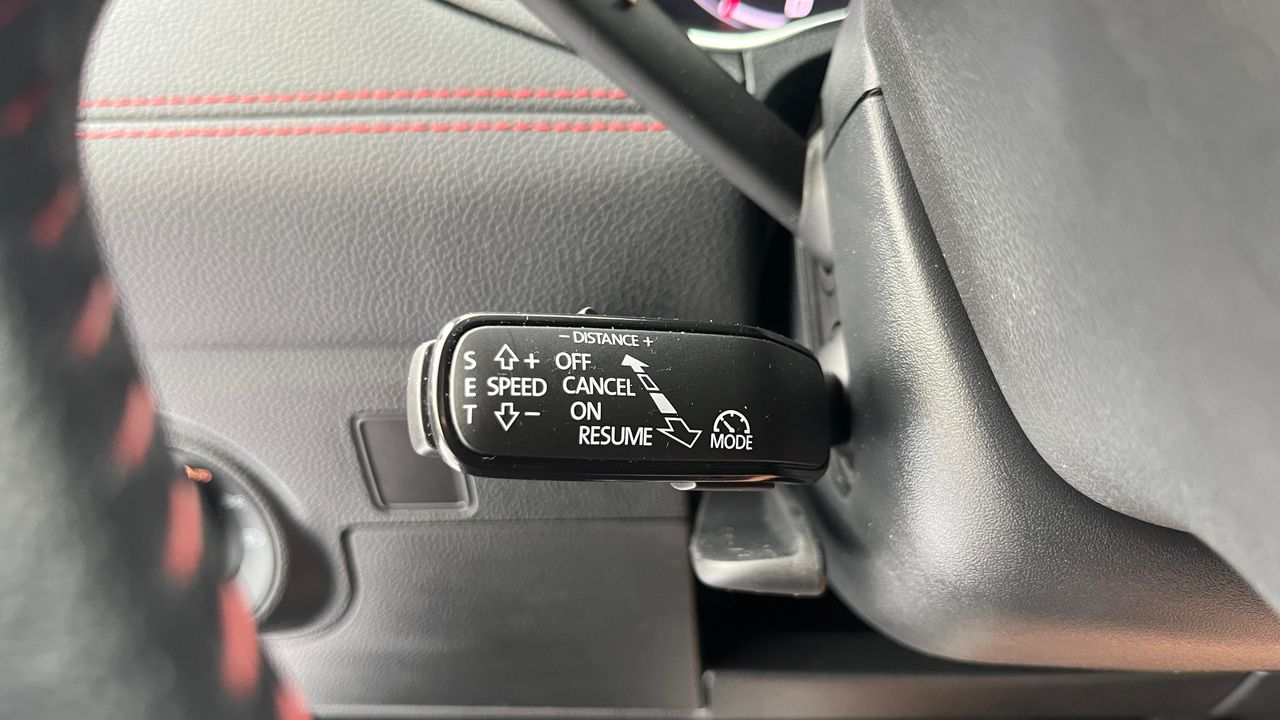 − DISTANCE +
S + OFF
E SPEED CANCEL
T − ON
RESUME MODE